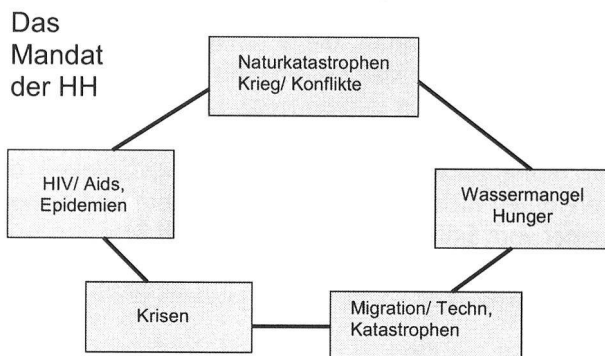 Das
Mandat
der HH
Naturkatastrophen
Krieg/ Konflikte
HIV/ Aids,
Epidemien
Wassermangel
Hunger
Krisen
Migration/ Techn,
Katastrophen